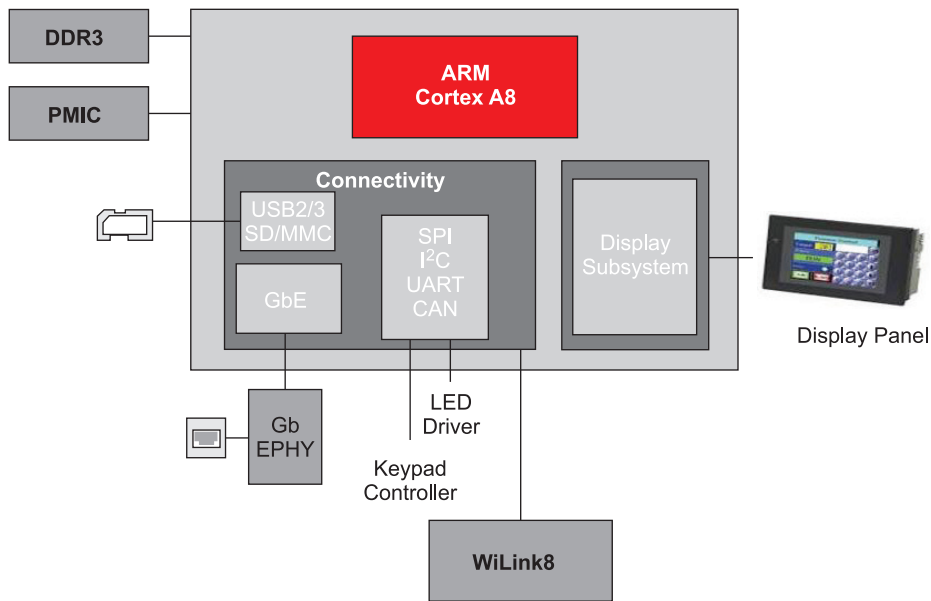 DDR3
PMIC
ARM
Cortex A8
Connectivity
USB2/3
SD/MMC
GbE
SPI
I²C
UART
CAN
Display
Subsystem
Display Panel
Gb
EPHY
LED
Driver
Keypad
Controller
WiLink8